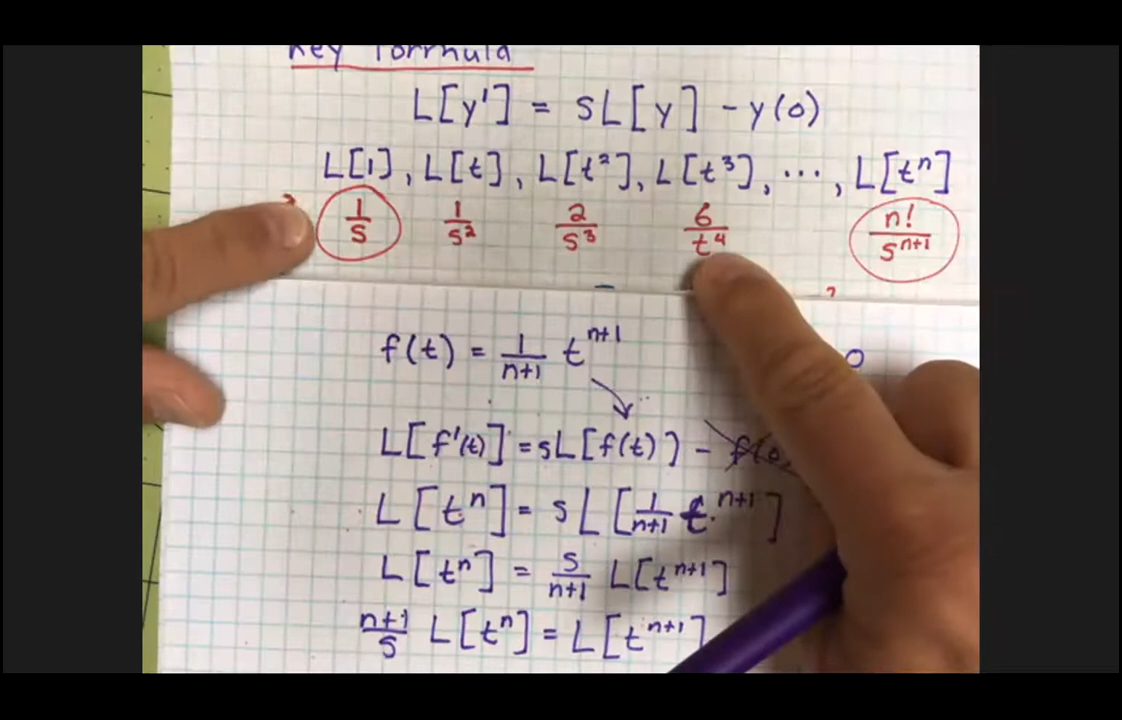 Key formula
L[y'] = sL[y] - y(0)
L[1], L[t], L[t²], L[t³], ..., L[tⁿ]
1/s 1/s² 2/s³ 6/t⁴ n!/sⁿ⁺¹
f(t) = 1/(n+1) tⁿ⁺¹
L[f'(t)] = sL[f(t)] - f(0
L[tⁿ] = sL[1/(n+1) tⁿ⁺¹]
L[tⁿ] = s/(n+1) L[tⁿ⁺¹]
(n+1)/s L[tⁿ] = L[tⁿ⁺¹]